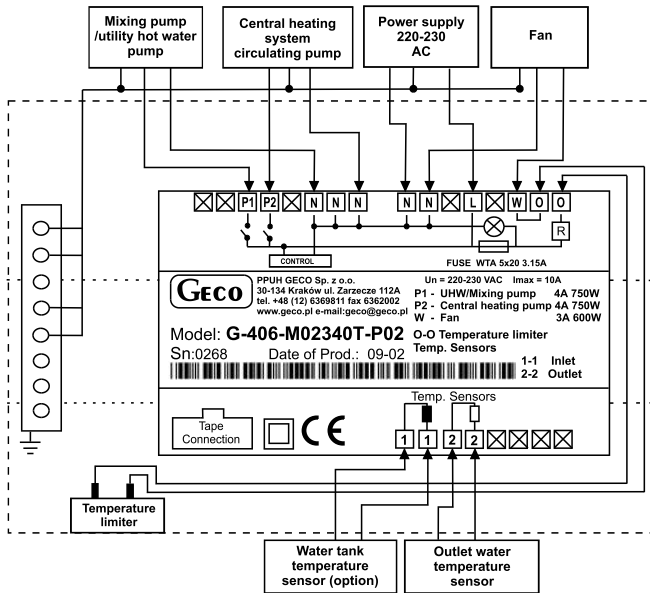 Mixing pump
/utility hot water
pump
Central heating
system
circulating pump
Power supply
220-230
AC
Fan
P1 P2 N N N N N L W O O
R
CONTROL
FUSE WTA 5x20 3.15A
GECO
PPUH GECO Sp. z o.o.
30-134 Kraków ul. Zarzecze 112A
tel. +48 (12) 6369811 fax 6362002
www.geco.pl e-mail:geco@geco.pl
Un = 220-230 VAC Imax = 10A
P1 - UHW/Mixing pump 4A 750W
P2 - Central heating pump 4A 750W
W - Fan 3A 600W
Model: G-406-M02340T-P02
Sn:0268 Date of Prod.: 09-02
O-O Temperature limiter
Temp. Sensors
1-1 Inlet
2-2 Outlet
Temp. Sensors
Tape
Connection
CE
1 1 2 2
Temperature
limiter
Water tank
temperature
sensor (option)
Outlet water
temperature
sensor